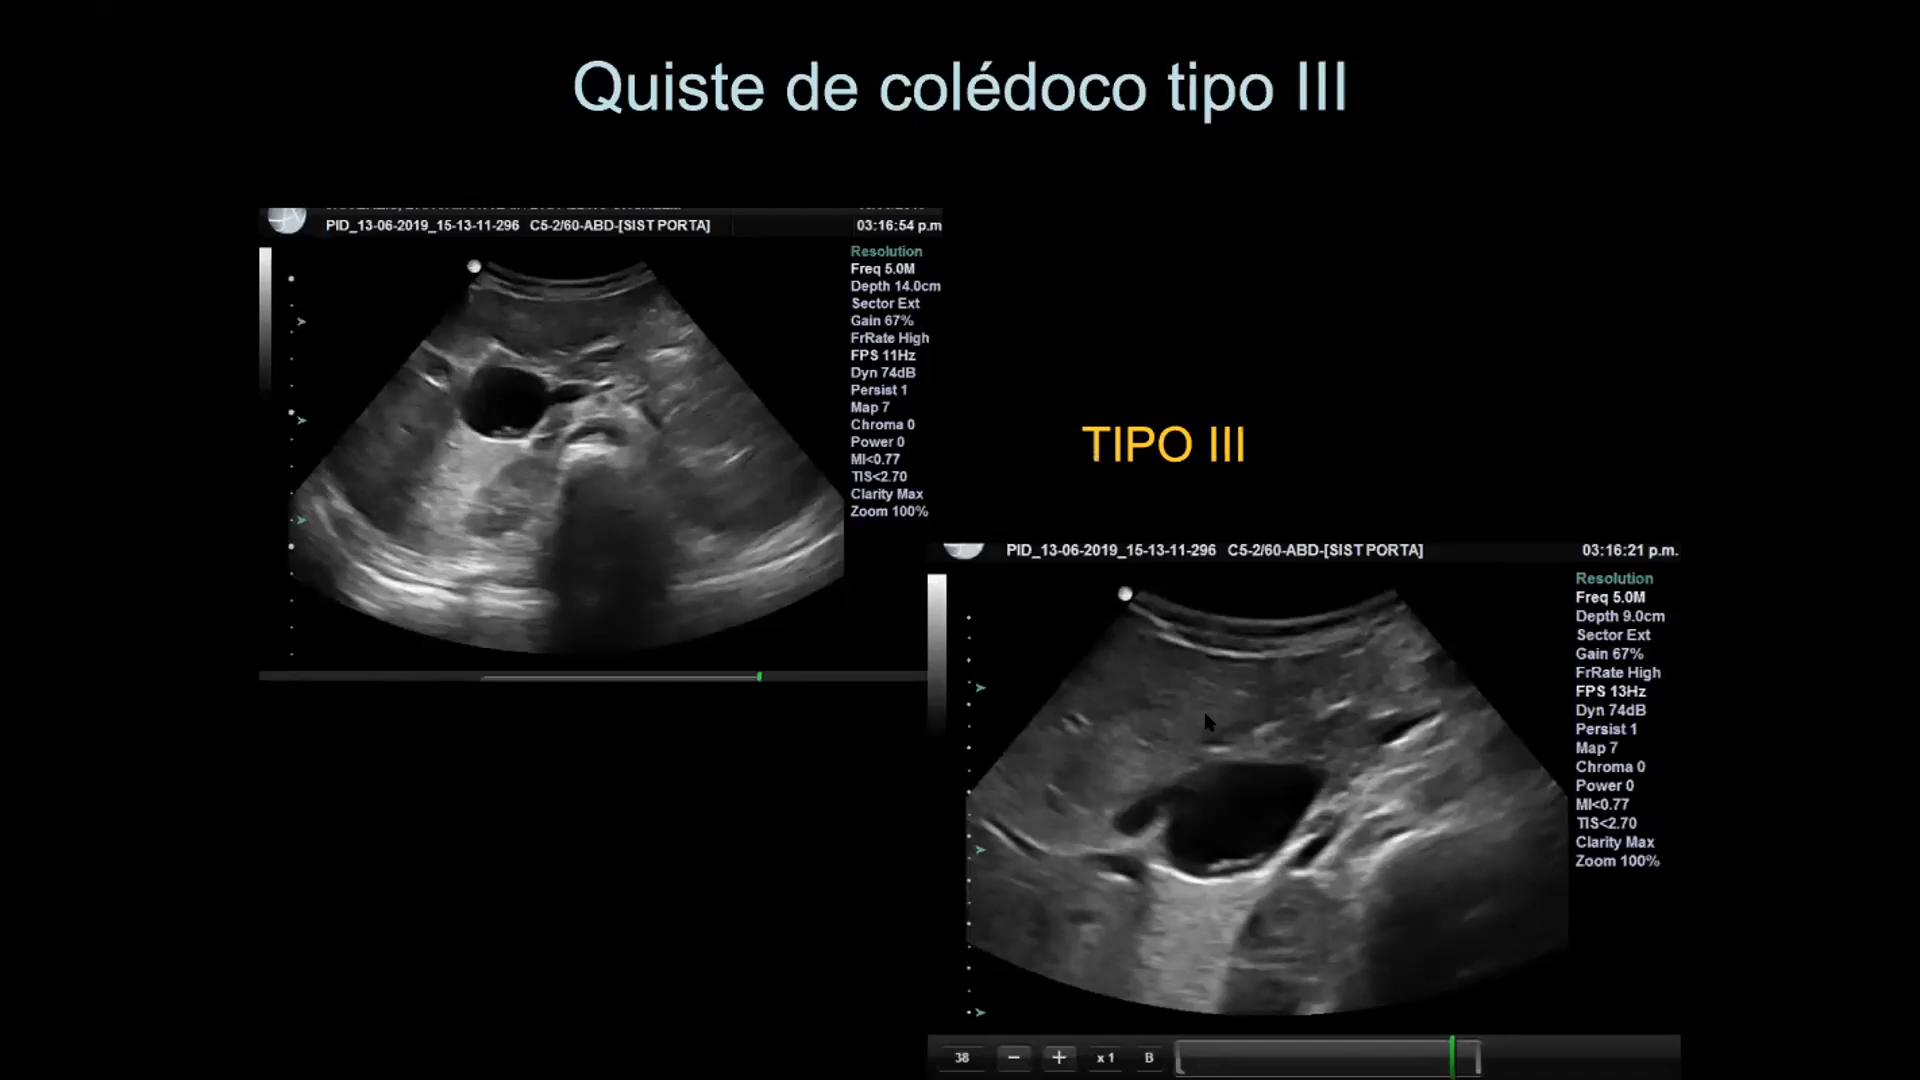 Quiste de colédoco tipo III
PID_13-06-2019_15-13-11-296 C5-2/60-ABD-[SIST PORTA] 03:16:54 p.m
Resolution
Freq 5.0M
Depth 14.0cm
Sector Ext
Gain 67%
FrRate High
FPS 11Hz
Dyn 74dB
Persist 1
Map 7
Chroma 0
Power 0
MI<0.77
TIS<2.70
Clarity Max
Zoom 100%
TIPO III
PID_13-06-2019_15-13-11-296 C5-2/60-ABD-[SIST PORTA] 03:16:21 p.m.
Resolution
Freq 5.0M
Depth 9.0cm
Sector Ext
Gain 67%
FrRate High
FPS 13Hz
Dyn 74dB
Persist 1
Map 7
Chroma 0
Power 0
MI<0.77
TIS<2.70
Clarity Max
Zoom 100%
38 − + x 1 B